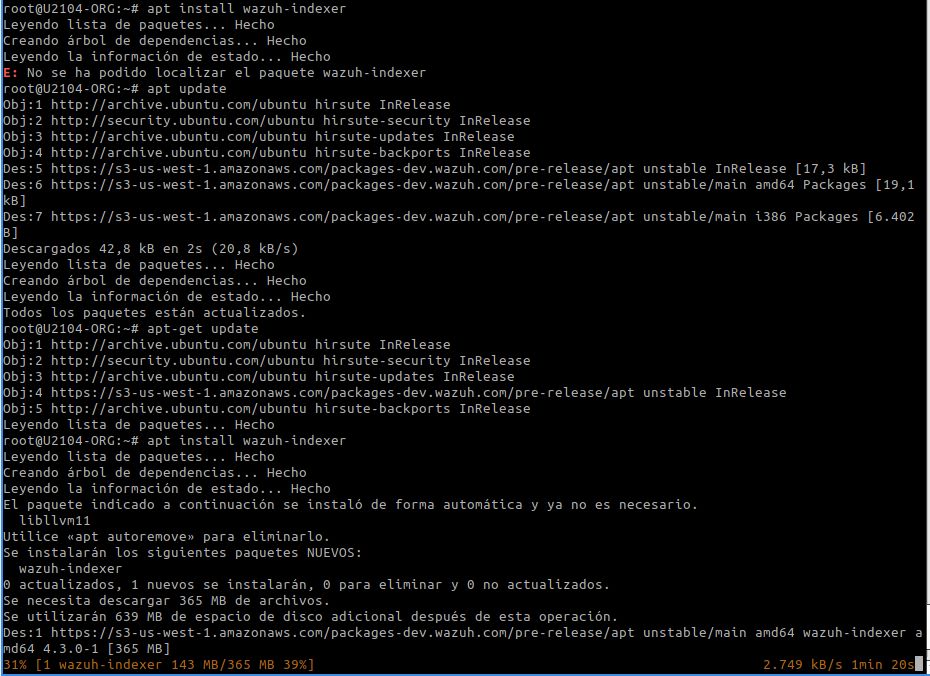 root@U2104-ORG:~# apt install wazuh-indexer
Leyendo lista de paquetes... Hecho
Creando árbol de dependencias... Hecho
Leyendo la información de estado... Hecho
E: No se ha podido localizar el paquete wazuh-indexer
root@U2104-ORG:~# apt update
Obj:1 http://archive.ubuntu.com/ubuntu hirsute InRelease
Obj:2 http://security.ubuntu.com/ubuntu hirsute-security InRelease
Obj:3 http://archive.ubuntu.com/ubuntu hirsute-updates InRelease
Obj:4 http://archive.ubuntu.com/ubuntu hirsute-backports InRelease
Des:5 https://s3-us-west-1.amazonaws.com/packages-dev.wazuh.com/pre-release/apt unstable InRelease [17,3 kB]
Des:6 https://s3-us-west-1.amazonaws.com/packages-dev.wazuh.com/pre-release/apt unstable/main amd64 Packages [19,1
kB]
Des:7 https://s3-us-west-1.amazonaws.com/packages-dev.wazuh.com/pre-release/apt unstable/main i386 Packages [6.402
B]
Descargados 42,8 kB en 2s (20,8 kB/s)
Leyendo lista de paquetes... Hecho
Creando árbol de dependencias... Hecho
Leyendo la información de estado... Hecho
Todos los paquetes están actualizados.
root@U2104-ORG:~# apt-get update
Obj:1 http://archive.ubuntu.com/ubuntu hirsute InRelease
Obj:2 http://security.ubuntu.com/ubuntu hirsute-security InRelease
Obj:3 http://archive.ubuntu.com/ubuntu hirsute-updates InRelease
Obj:4 https://s3-us-west-1.amazonaws.com/packages-dev.wazuh.com/pre-release/apt unstable InRelease
Obj:5 http://archive.ubuntu.com/ubuntu hirsute-backports InRelease
Leyendo lista de paquetes... Hecho
root@U2104-ORG:~# apt install wazuh-indexer
Leyendo lista de paquetes... Hecho
Creando árbol de dependencias... Hecho
Leyendo la información de estado... Hecho
El paquete indicado a continuación se instaló de forma automática y ya no es necesario.
  libllvm11
Utilice «apt autoremove» para eliminarlo.
Se instalarán los siguientes paquetes NUEVOS:
  wazuh-indexer
0 actualizados, 1 nuevos se instalarán, 0 para eliminar y 0 no actualizados.
Se necesita descargar 365 MB de archivos.
Se utilizarán 639 MB de espacio de disco adicional después de esta operación.
Des:1 https://s3-us-west-1.amazonaws.com/packages-dev.wazuh.com/pre-release/apt unstable/main amd64 wazuh-indexer a
md64 4.3.0-1 [365 MB]
31% [1 wazuh-indexer 143 MB/365 MB 39%] 2.749 kB/s 1min 20s